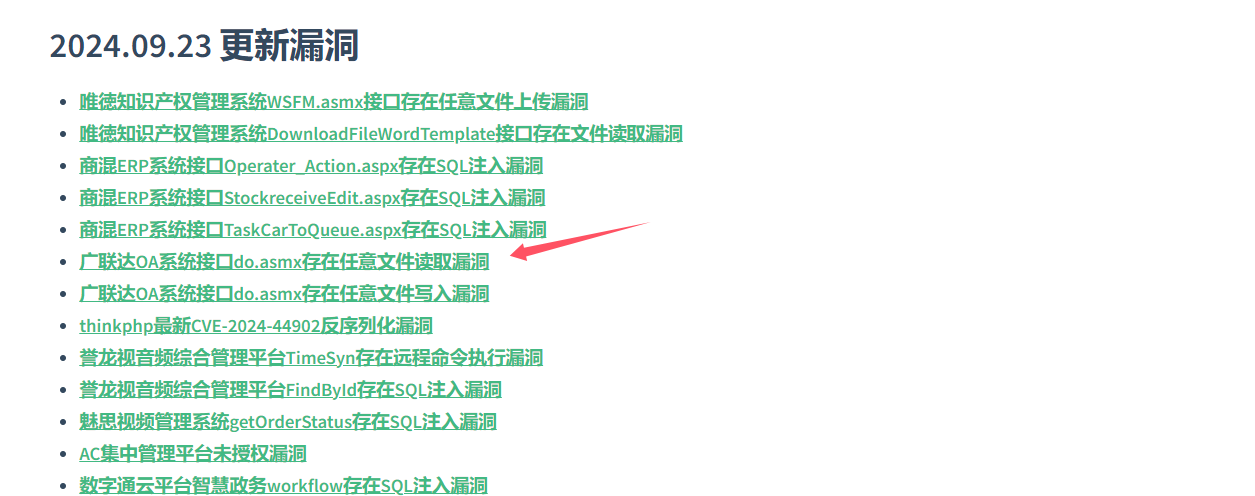 2024.09.23 更新漏洞
唯徳知识产权管理系统WSFM.asmx接口存在任意文件上传漏洞
唯徳知识产权管理系统DownloadFileWordTemplate接口存在文件读取漏洞
商混ERP系统接口Operater_Action.aspx存在SQL注入漏洞
商混ERP系统接口StockreceiveEdit.aspx存在SQL注入漏洞
商混ERP系统接口TaskCarToQueue.aspx存在SQL注入漏洞
广联达OA系统接口do.asmx存在任意文件读取漏洞
广联达OA系统接口do.asmx存在任意文件写入漏洞
thinkphp最新CVE-2024-44902反序列化漏洞
誉龙视音频综合管理平台TimeSyn存在远程命令执行漏洞
誉龙视音频综合管理平台FindById存在SQL注入漏洞
魅思视频管理系统getOrderStatus存在SQL注入漏洞
AC集中管理平台未授权漏洞
数字通云平台智慧政务workflow存在SQL注入漏洞